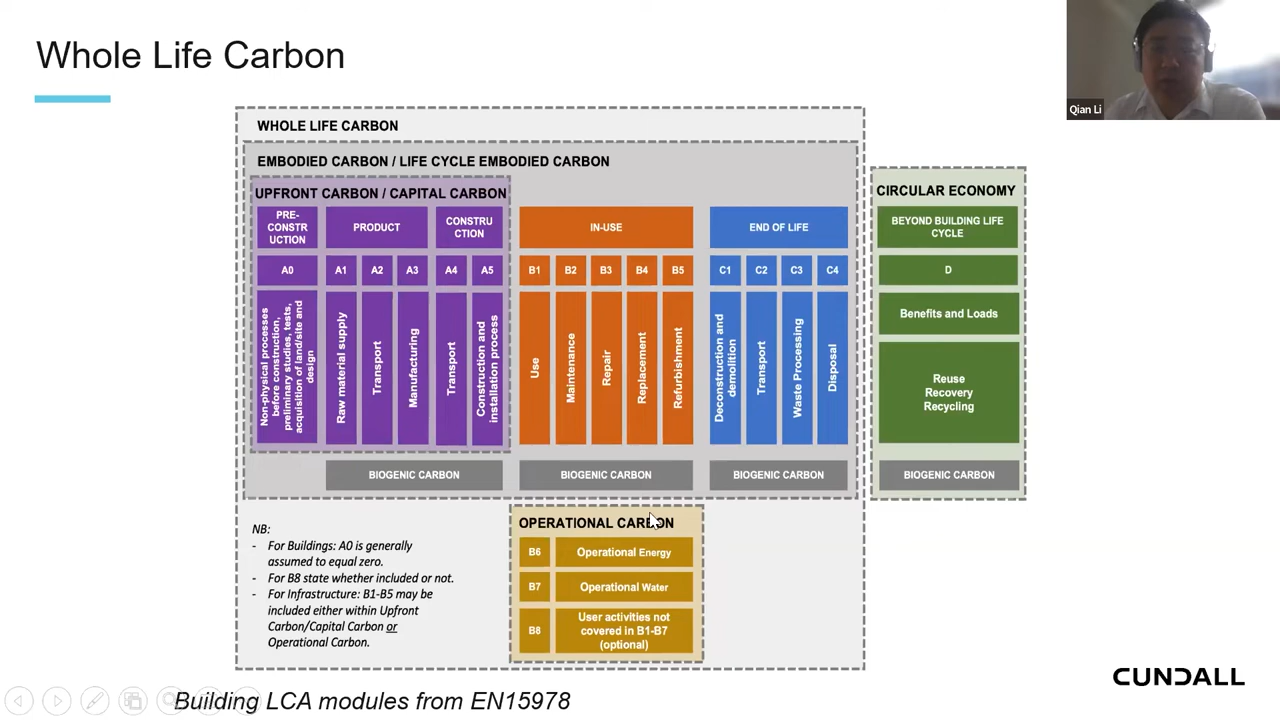 Whole Life Carbon
Qian Li
WHOLE LIFE CARBON
EMBODIED CARBON / LIFE CYCLE EMBODIED CARBON
UPFRONT CARBON / CAPITAL CARBON
PRE-
CONSTR
UCTION
PRODUCT
CONSTRU
CTION
IN-USE
END OF LIFE
A0
A1
A2
A3
A4
A5
B1
B2
B3
B4
B5
C1
C2
C3
C4
Non-physical processes
before construction,
preliminary studies, tests,
acquisition of land/site and
design
Raw material supply
Transport
Manufacturing
Transport
Construction and
installation process
Use
Maintenance
Repair
Replacement
Refurbishment
Deconstruction and
demolition
Transport
Waste Processing
Disposal
BIOGENIC CARBON
BIOGENIC CARBON
BIOGENIC CARBON
CIRCULAR ECONOMY
BEYOND BUILDING LIFE
CYCLE
D
Benefits and Loads
Reuse
Recovery
Recycling
BIOGENIC CARBON
NB:
- For Buildings: A0 is generally
assumed to equal zero.
- For B8 state whether included or not.
- For Infrastructure: B1-B5 may be
included either within Upfront
Carbon/Capital Carbon or
Operational Carbon.
OPERATIONAL CARBON
B6
Operational Energy
B7
Operational Water
B8
User activities not
covered in B1-B7
(optional)
CUNDALL
Building LCA modules from EN15978